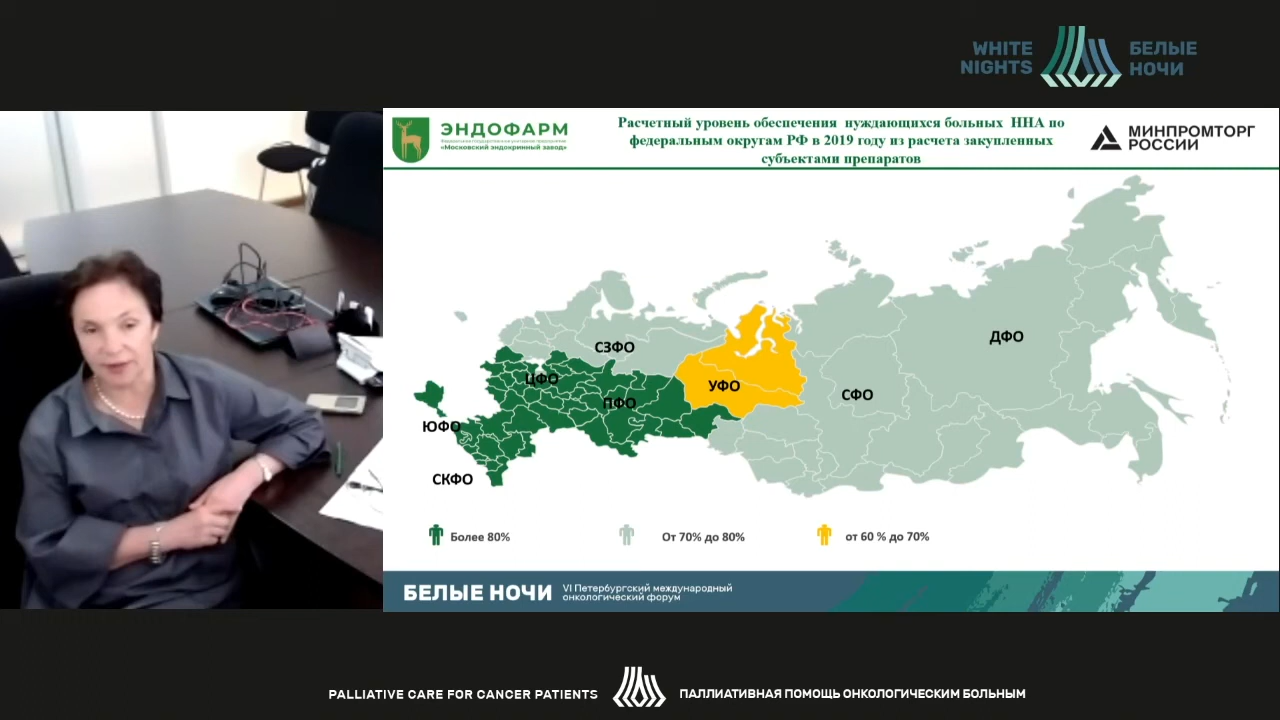 WHITE
NIGHTS
БЕЛЫЕ
НОЧИ
ЭНДОФАРМ
«Московский эндокринный завод»
Расчетный уровень обеспечения нуждающихся больных ННА по
федеральным округам РФ в 2019 году из расчета закупленных
субъектами препаратов
МИНПРОМТОРГ
РОССИИ
ДФО
СЗФО
ЦФО
УФО
СФО
ПФО
ЮФО
СКФО
Более 80%
От 70% до 80%
от 60 % до 70%
БЕЛЫЕ НОЧИ
VI Петербургский международный
онкологический форум
PALLIATIVE CARE FOR CANCER PATIENTS
ПАЛЛИАТИВНАЯ ПОМОЩЬ ОНКОЛОГИЧЕСКИМ БОЛЬНЫМ